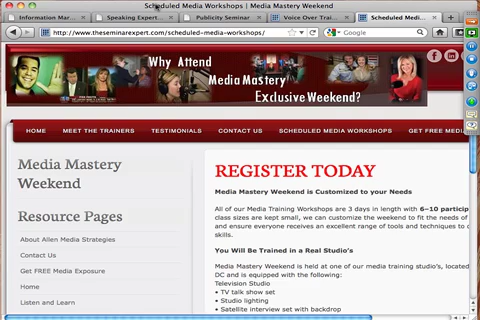 Scheduled Media Workshops | Media Mastery Weekend
Information Mar...
Speaking Expert...
Publicity Seminar
Voice Over Train...
Scheduled Med...
http://www.theseminarexpert.com/scheduled-media-workshops/
Google
Why Attend
Media Mastery
Exclusive Weekend?
HOME
MEET THE TRAINERS
TESTIMONIALS
CONTACT US
SCHEDULED MEDIA WORKSHOPS
GET FREE MEDI
Media Mastery
Weekend
Resource Pages
About Allen Media Strategies
Contact Us
Get FREE Media Exposure
Home
Listen and Learn
REGISTER TODAY
Media Mastery Weekend is Customized to your Needs
All of our Media Training Workshops are 3 days in length with 6–10 particip
class sizes are kept small, we can customize the weekend to fit the needs of
and ensure everyone receives an excellent range of tools and techniques to
skills.
You Will Be Trained in a Real Studio's
Media Mastery Weekend is held at one of our media training studio's, located
DC and is equipped with the following:
Television Studio
• TV talk show set
• Studio lighting
• Satellite interview set with backdrop